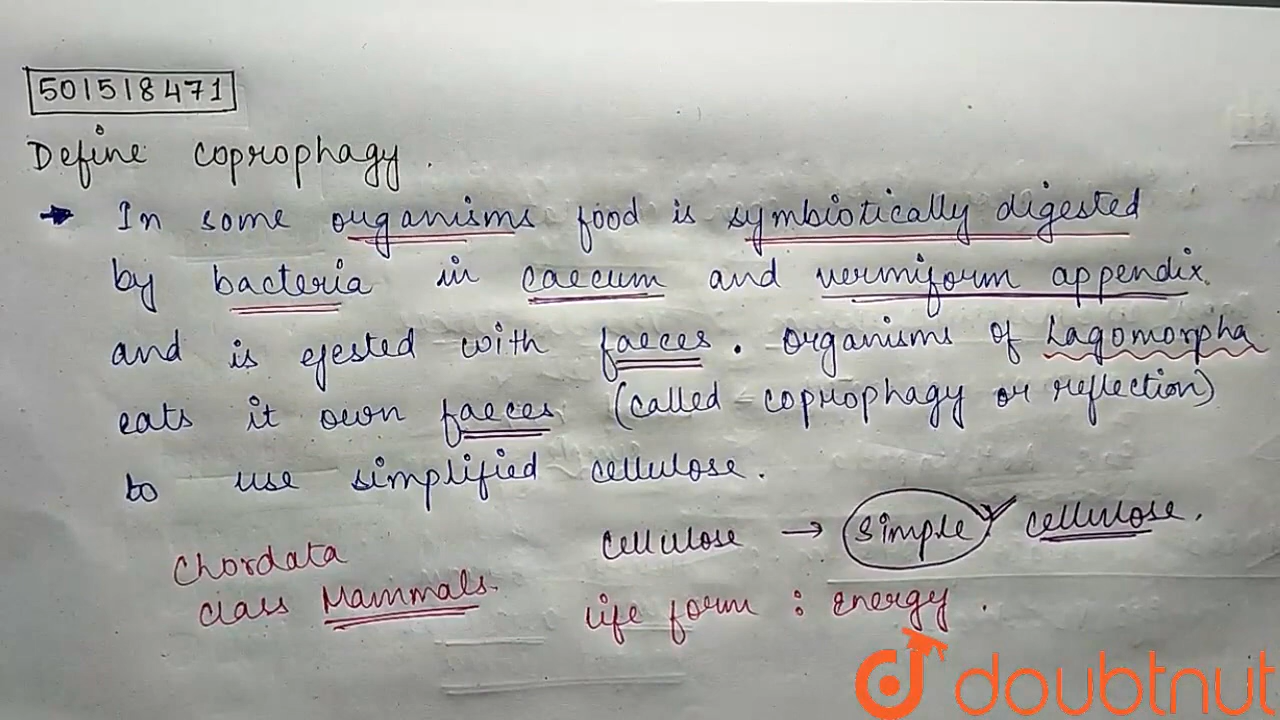 501518471
Define coprophagy.
→ In some organisms food is symbiotically digested
by bacteria in caecum and vermiform appendix
and is ejested with faeces. Organisms of Lagomorpha
eats it own faeces (called coprophagy or reflection)
to use simplified cellulose.
cellulose → simple cellulose.
Chordata
class Mammals.
life form : energy.
doubtnut